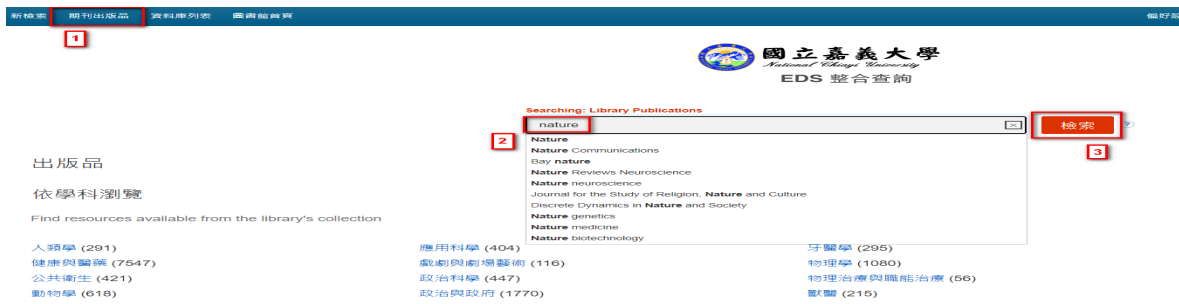 新檢索 期刊出版品 資料庫列表 圖書館首頁 偏好設
1
國立嘉義大學
National Chiayi University
EDS 整合查詢
Searching: Library Publications
nature
檢索
2
3
Nature
Nature Communications
Bay nature
Nature Reviews Neuroscience
Nature neuroscience
Journal for the Study of Religion, Nature and Culture
Discrete Dynamics in Nature and Society
Nature genetics
Nature medicine
Nature biotechnology
出版品
依學科瀏覽
Find resources available from the library's collection
人類學 (291) 應用科學 (404) 牙醫學 (295)
健康與醫藥 (7547) 戲劇與劇場藝術 (116) 物理學 (1080)
公共衛生 (421) 政治科學 (447) 物理治療與職能治療 (56)
動物學 (618) 政治與政府 (1770) 獸醫 (215)